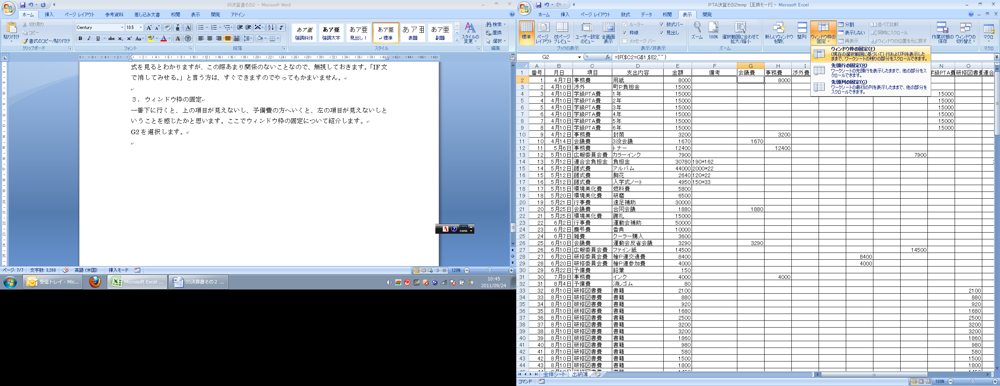 05決算書その2 - Microsoft Word
ホーム 挿入 ページ レイアウト 参考資料 差し込み文書 校閲 表示 開発 アドイン
貼り付け
切り取り
コピー
書式のコピー/貼り付け
クリップボード
Century 10.5
フォント
段落
あア亜 強調斜体
あア亜 強調太字
あア亜 見出し 1
あア亜 標準
あア亜 表題
あア亜 副題
スタイルの変更
スタイル
検索
置換
選択
編集
式を見るとわかりますが、この際あまり関係のないことなので、無視しておきます。「IF 文
で消してみせる。」と言う方は、すぐできますのでやってもかまいません。
３．ウィンドウ枠の固定
一番下に行くと、上の項目が見えないし、予備費の方へいくと、左の項目が見えないしと
いうことを感じたかと思います。ここでウィンドウ枠の固定について紹介します。
G2 を選択します。
CAPS
KANA
ページ: 7/7 文字数: 3,268 英語 (米国) 挿入モード 120%
受信トレイ - Mic...
Microsoft Excel ...
05決算書その2 ...
10:45
2011/09/24
PTA決算その2temp [互換モード] - Microsoft Excel
ホーム 挿入 ページ レイアウト 数式 データ 校閲 表示 開発
標準
ページ レイアウト
改ページ プレビュー
ユーザー設定のビュー
全画面表示
ブックの表示
ルーラー
数式バー
枠線
見出し
メッセージ バー
表示/非表示
ズーム
100%
選択範囲に合わせて拡大/縮小
ズーム
新しいウィンドウを開く
整列
ウィンドウ枠の固定
分割
表示しない
再表示
並べて比較
同時にスクロール
ウィンドウの位置を元に戻す
作業状態の保存
ウィンドウの切り替え
マクロ
マクロ
ウィンドウ枠の固定(F)
(現在の選択範囲に基づいて) 行および列を表示した
ままで、ワークシートの残りの部分をスクロールできます。
先頭行の固定(R)
ワークシートの先頭行を表示したままで、他の部分をス
クロールできます。
先頭列の固定(C)
ワークシートの最初の列を表示したままで、他の部分を
スクロールできます。
G2 =IF($C2=G$1,$E2,"")
A B C D E F G H I N O
1 番号 月日 項目 支出内容 金額 備考 会議費 事務費 渉外費 学級PTA費 研修図書費 連合
2 1 4月7日 事務費 用紙 8000 8000
3 2 4月10日 渉外 町P負担金 15000
4 3 4月10日 学級PTA費 1年 15000 15000
5 4 4月10日 学級PTA費 2年 15000 15000
6 5 4月10日 学級PTA費 3年 15000 15000
7 6 4月10日 学級PTA費 4年 15000 15000
8 7 4月10日 学級PTA費 5年 15000 15000
9 8 4月10日 学級PTA費 6年 15000 15000
10 9 4月12日 事務費 封筒 3200 3200
11 10 4月14日 会議費 3役会議 1670 1670
12 11 5月6日 事務費 トナー 12400 12400
13 12 5月10日 広報委員会費 カラーインク 7900 7900
14 13 5月12日 連合会負担金 負担金 30780 190*162
15 14 5月12日 諸式費 アルバム 44000 2000*22
16 15 5月12日 諸式費 胸花 2640 120*22
17 16 5月12日 諸式費 入学式ノート 4950 150*33
18 17 5月15日 環境美化費 燃料費 5800
19 18 5月20日 環境美化費 研磨 6500
20 19 5月21日 行事費 遠足補助 30000
21 20 5月25日 会議費 合同会議 1880 1880
22 21 5月25日 環境美化費 謝礼 15000
23 22 6月2日 行事費 運動会補助 50000
24 23 6月2日 慶弔費 香典 10000
25 24 6月7日 雑費 クーラー購入 3600
26 25 6月10日 会議費 運動会反省会議 3290 3290
27 26 6月10日 広報委員会費 ファイン紙 14500 14500
28 27 6月20日 研修委員会費 檜P連交通費 8400 8400
29 28 6月20日 研修委員会費 檜P連参加費 4000 4000
30 29 6月22日 予備費 鉛筆 150
31 30 7月9日 事務費 インク 4000 4000
32 31 8月4日 予備費 消しゴム 80
33 32 8月10日 研修図書費 書籍 2100 2100
34 33 8月10日 研修図書費 書籍 880 880
35 34 8月10日 研修図書費 書籍 920 920
36 35 8月10日 研修図書費 書籍 1680 1680
37 36 8月10日 研修図書費 書籍 2500 2500
38 37 8月10日 研修図書費 書籍 3200 3200
39 38 8月10日 研修図書費 書籍 3200 3200
40 39 8月10日 研修図書費 書籍 1860 1860
41 40 8月10日 研修図書費 書籍 980 980
42 41 8月10日 研修図書費 書籍 580 580
43 42 8月10日 研修図書費 書籍 1500 1500
44 43 8月10日 研修図書費 書籍 1800 1800
全体シート 出納簿
コマンド 100%